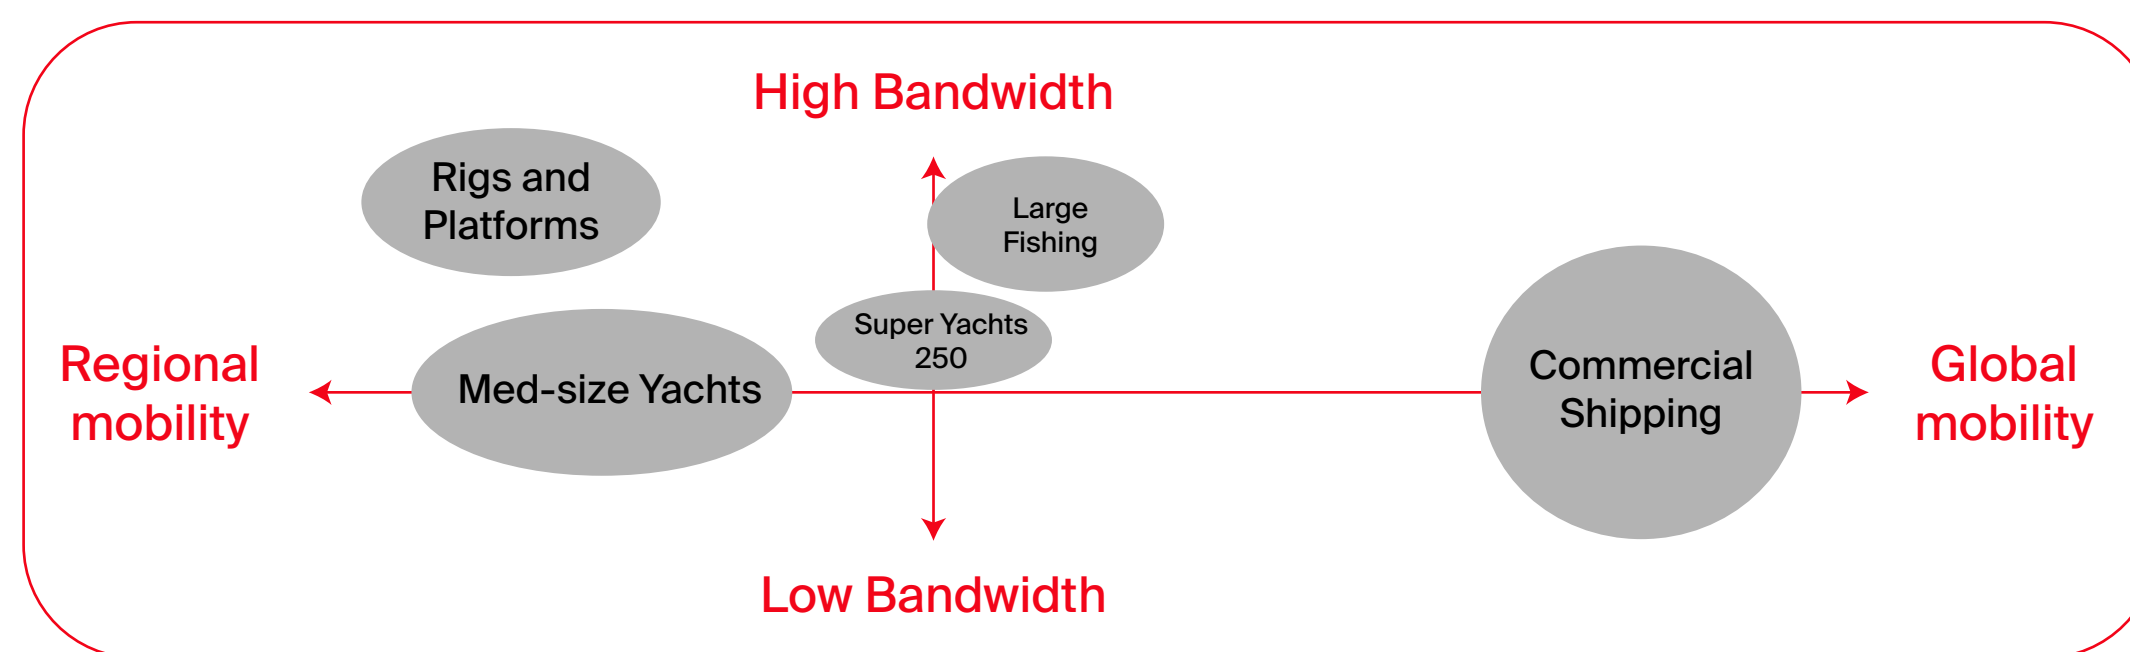 High Bandwidth
Rigs and
Platforms
Large
Fishing
Super Yachts
250
Regional
mobility
Med-size Yachts
Commercial
Shipping
Global
mobility
Low Bandwidth